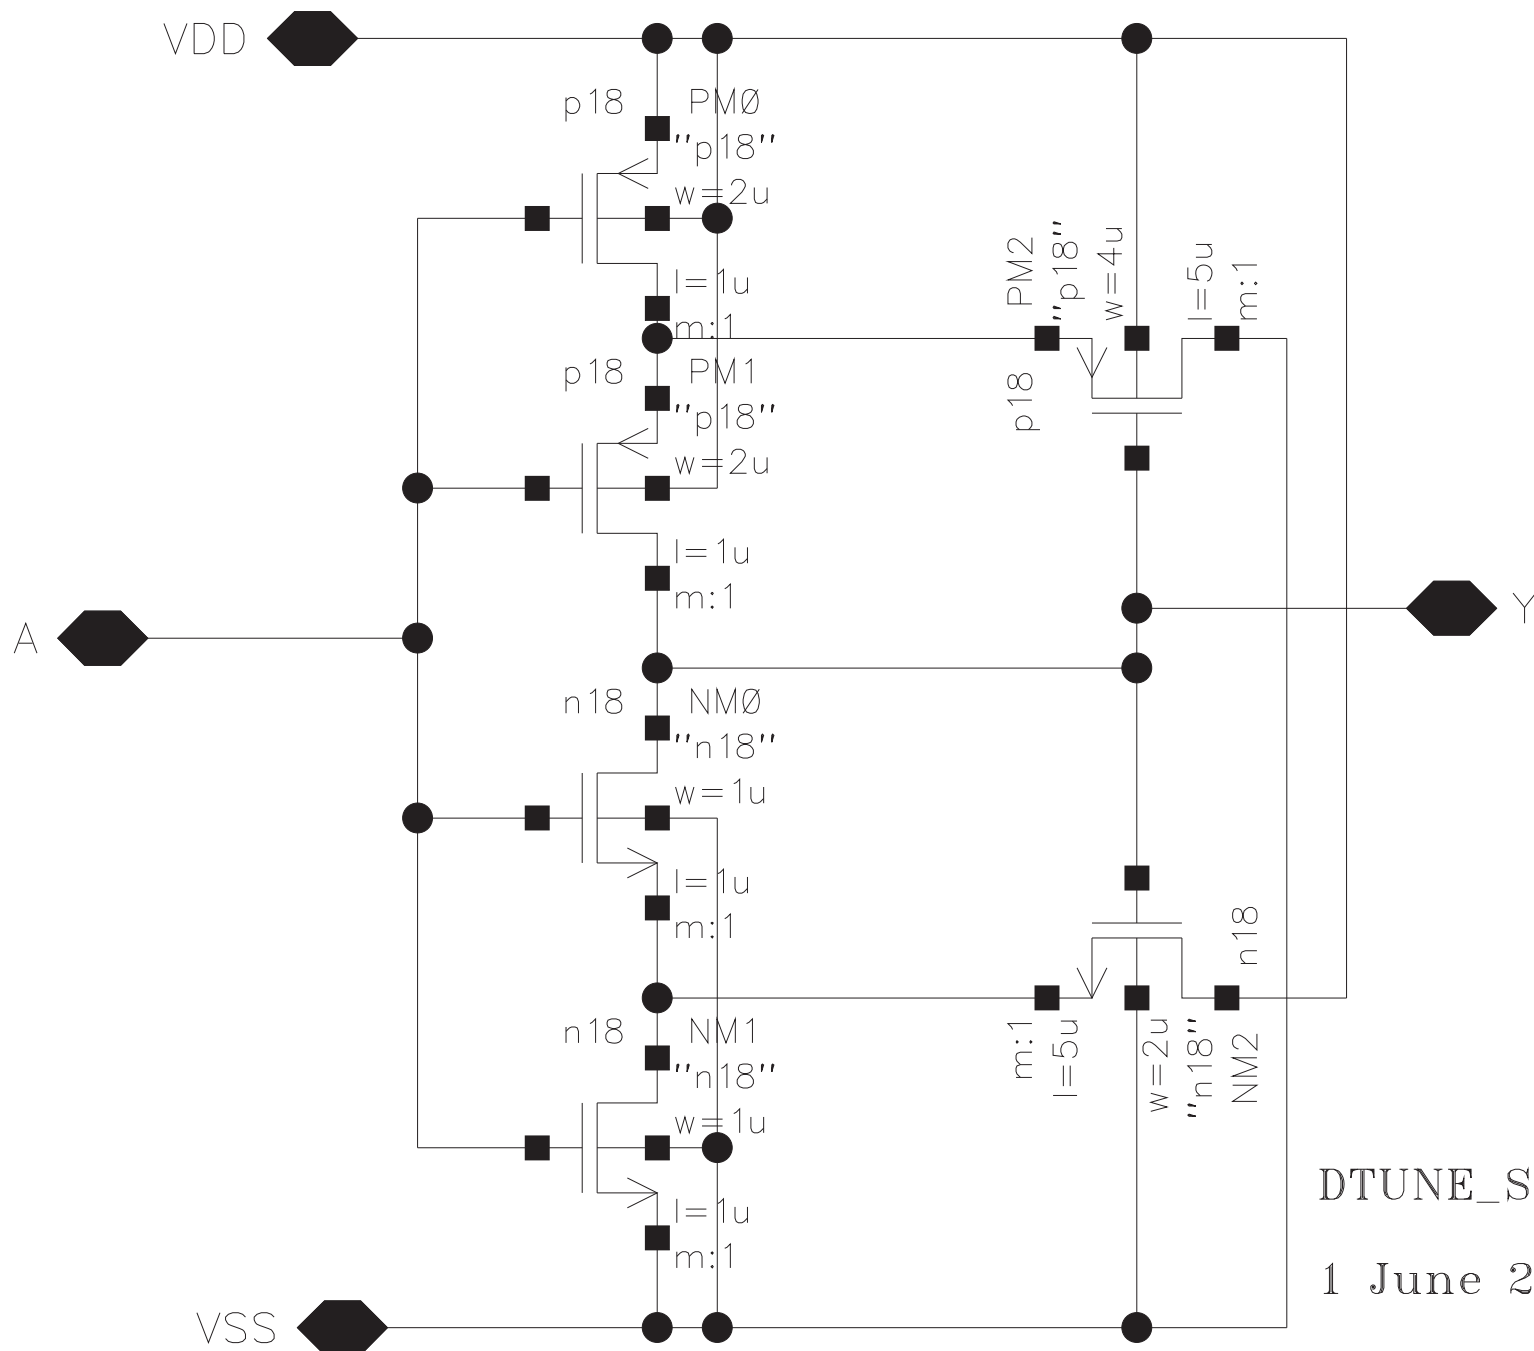 VDD
p18 PMØ
"p18"
w=2u
l=1u
m:1
p18 PM1
"p18"
w=2u
l=1u
m:1
PM2
"p18"
w=4u
l=5u
m:1
p18
A
Y
n18 NMØ
"n18"
w=1u
l=1u
m:1
n18 NM1
"n18"
w=1u
l=1u
m:1
n18
m:1
l=5u
w=2u
"n18"
NM2
VSS
DTUNE_S
1 June 2